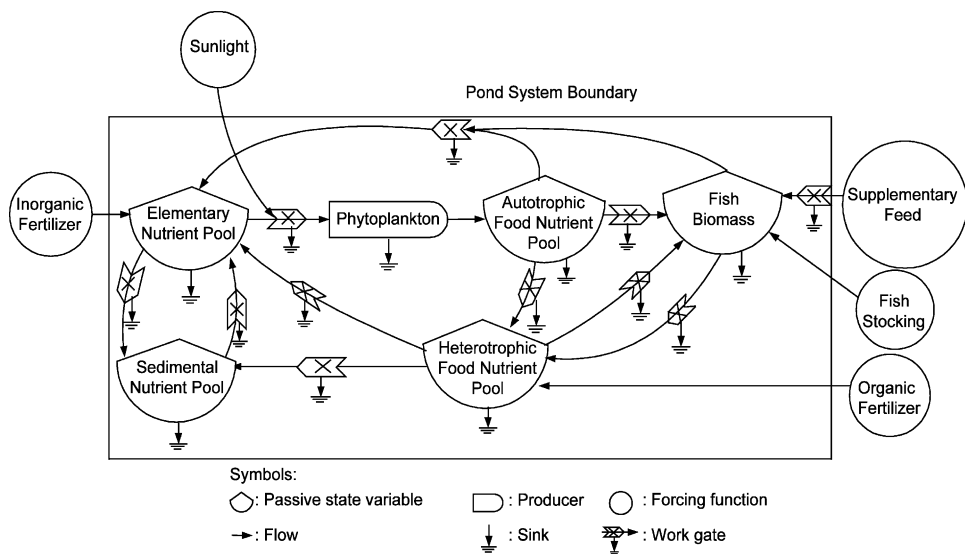 Sunlight
Pond System Boundary
Inorganic
Fertilizer
Elementary
Nutrient Pool
Phytoplankton
Autotrophic
Food Nutrient
Pool
Fish
Biomass
Supplementary
Feed
Fish
Stocking
Sedimental
Nutrient Pool
Heterotrophic
Food Nutrient
Pool
Organic
Fertilizer
Symbols:
: Passive state variable
: Producer
: Forcing function
: Flow
: Sink
: Work gate